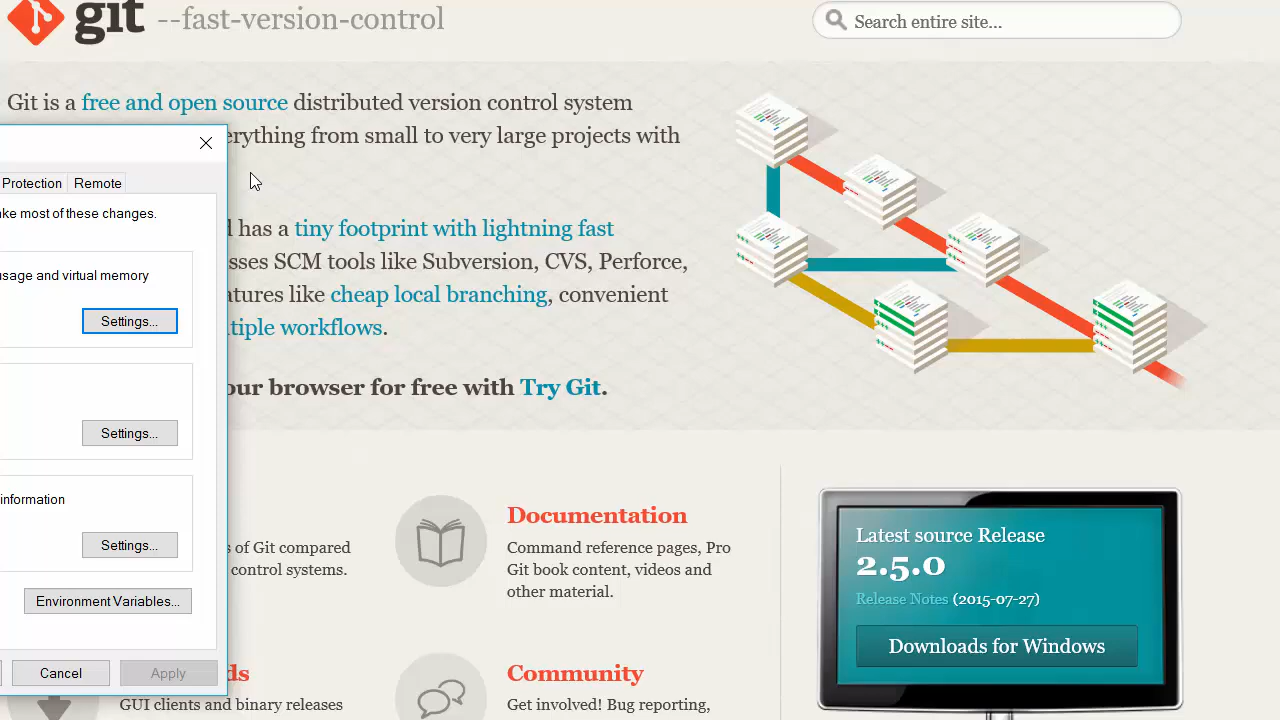 git --fast-version-control
Search entire site...
Git is a free and open source distributed version control system
erything from small to very large projects with
d has a tiny footprint with lightning fast
sses SCM tools like Subversion, CVS, Perforce,
atures like cheap local branching, convenient
ltiple workflows.
our browser for free with Try Git.
Protection
Remote
ake most of these changes.
usage and virtual memory
Settings...
Settings...
information
Settings...
Environment Variables...
Cancel
Apply
s of Git compared
control systems.
Documentation
Command reference pages, Pro
Git book content, videos and
other material.
ds
GUI clients and binary releases
Community
Get involved! Bug reporting,
Latest source Release
2.5.0
Release Notes (2015-07-27)
Downloads for Windows